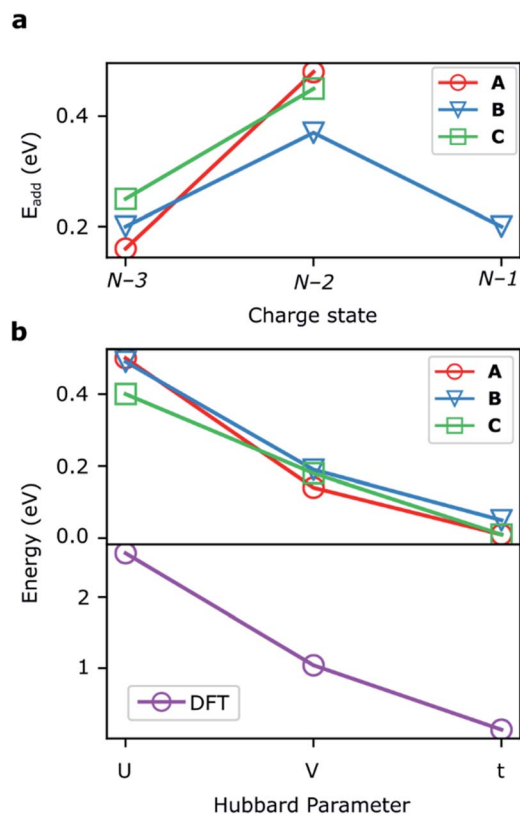 a
E_add (eV)
0.4
0.2
A
B
C
N−3
N−2
N−1
Charge state
b
Energy (eV)
0.4
0.2
0.0
A
B
C
2
1
DFT
U
V
t
Hubbard Parameter